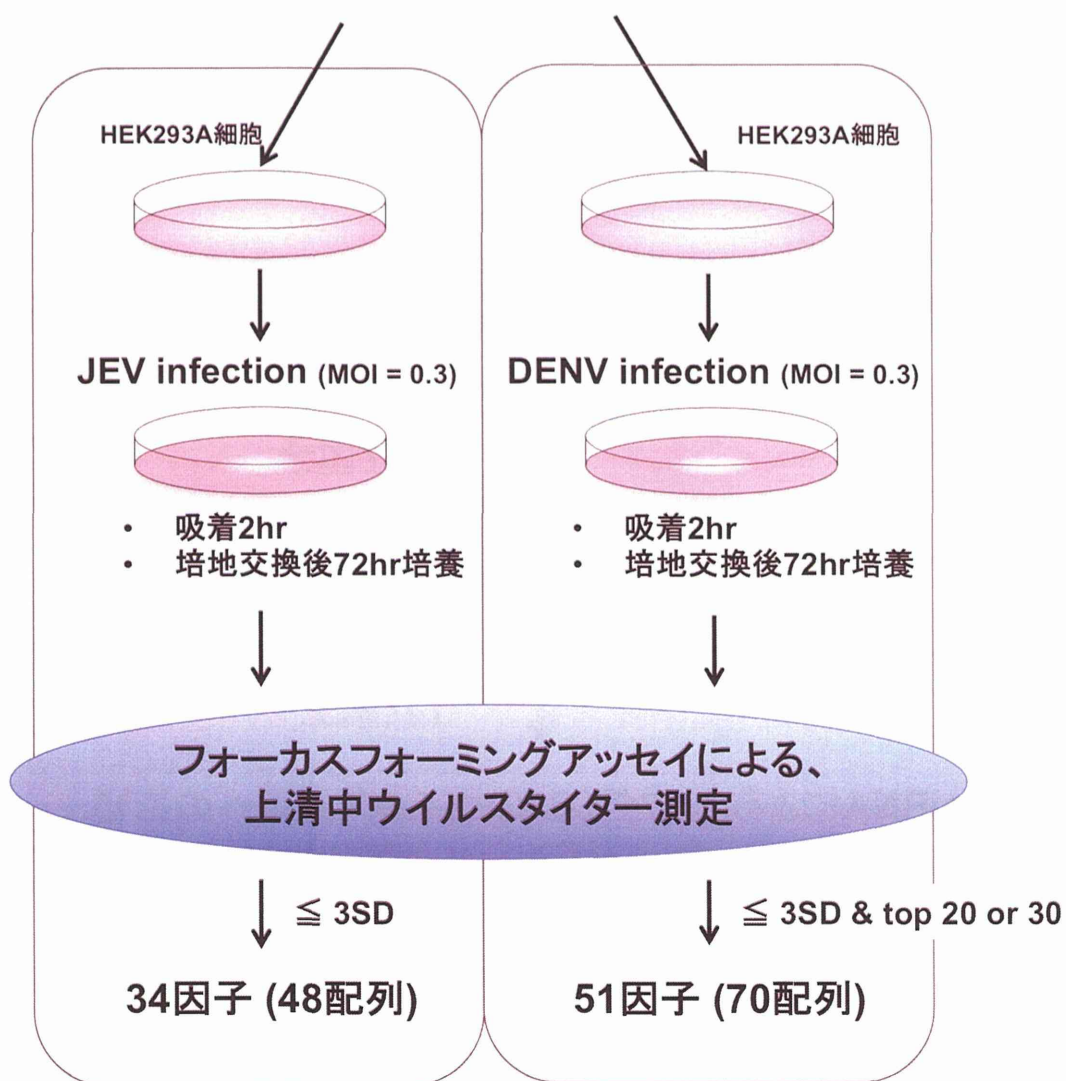 HEK293A細胞
JEV infection (MOI = 0.3)
• 吸着2hr
• 培地交換後72hr培養
HEK293A細胞
DENV infection (MOI = 0.3)
• 吸着2hr
• 培地交換後72hr培養
フォーカスフォーミングアッセイによる、
上清中ウイルスタイター測定
≦ 3SD
34因子 (48配列)
≦ 3SD & top 20 or 30
51因子 (70配列)